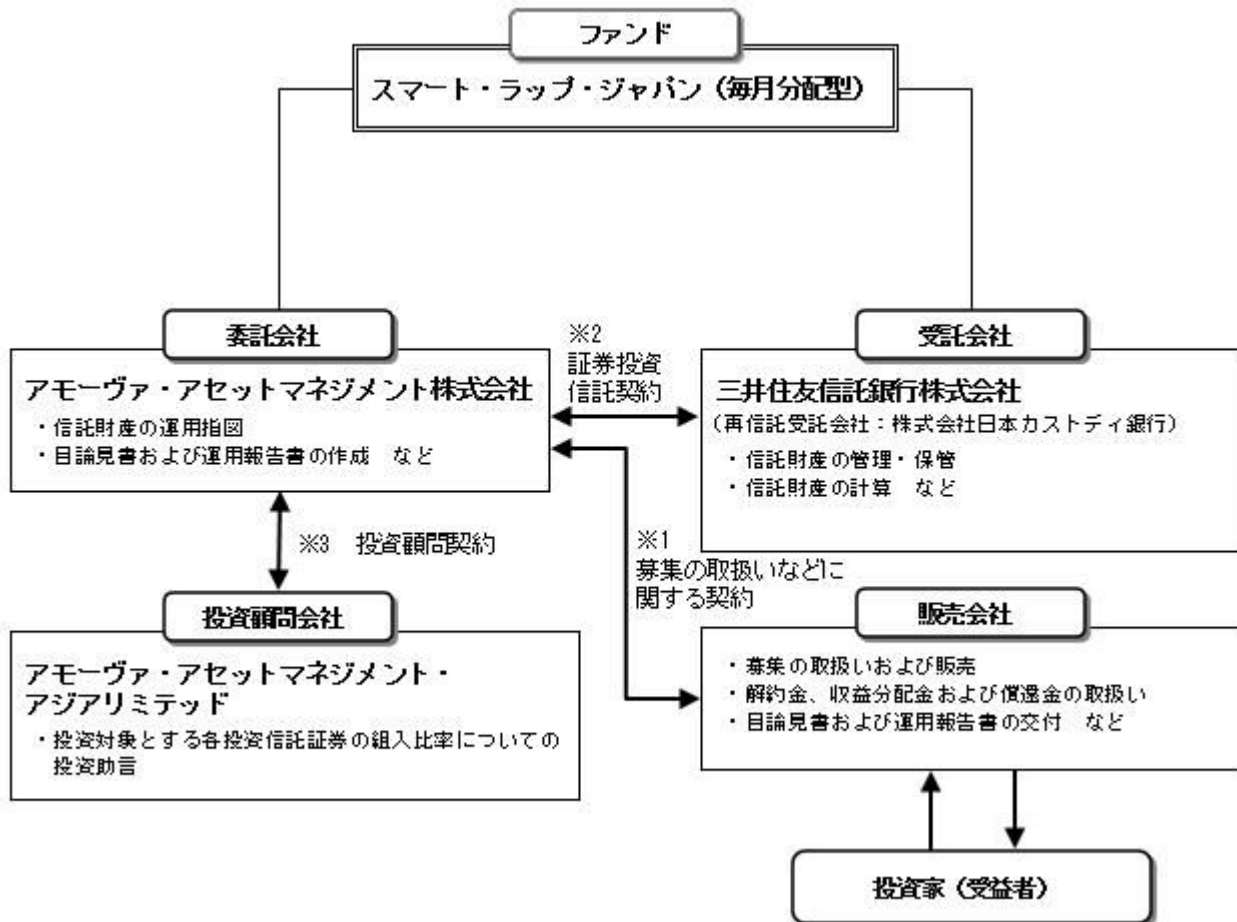 ファンド
スマート・ラップ・ジャパン（毎月分配型）
委託会社
アモーヴァ・アセットマネジメント株式会社
・信託財産の運用指図
・目論見書および運用報告書の作成　など
※2
証券投資
信託契約
受託会社
三井住友信託銀行株式会社
（再信託受託会社：株式会社日本カストディ銀行）
・信託財産の管理・保管
・信託財産の計算　など
※3　投資顧問契約
※1
募集の取扱いなどに
関する契約
投資顧問会社
アモーヴァ・アセットマネジメント・
アジアリミテッド
・投資対象とする各投資信託証券の組入比率についての
投資助言
販売会社
・募集の取扱いおよび販売
・解約金、収益分配金および償還金の取扱い
・目論見書および運用報告書の交付　など
投資家（受益者）